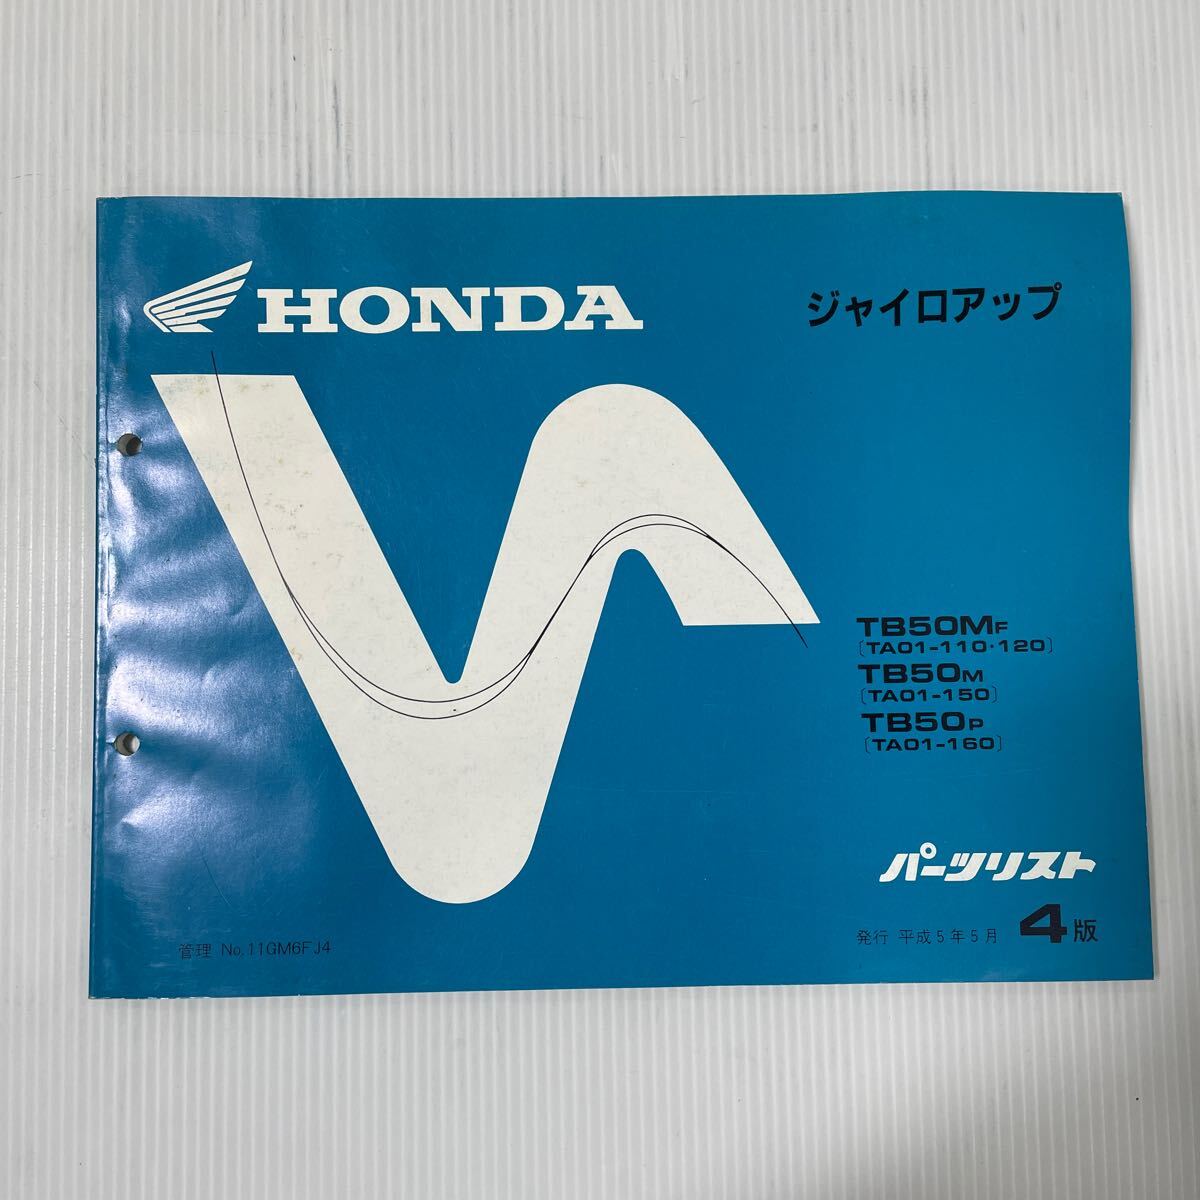 HONDA
ジャイロアップ
TB50MF
〔TA01-110・120〕
TB50M
〔TA01-150〕
TB50P
〔TA01-160〕
パーツリスト
管理 No.11GM6FJ4
発行 平成5年5月 4版